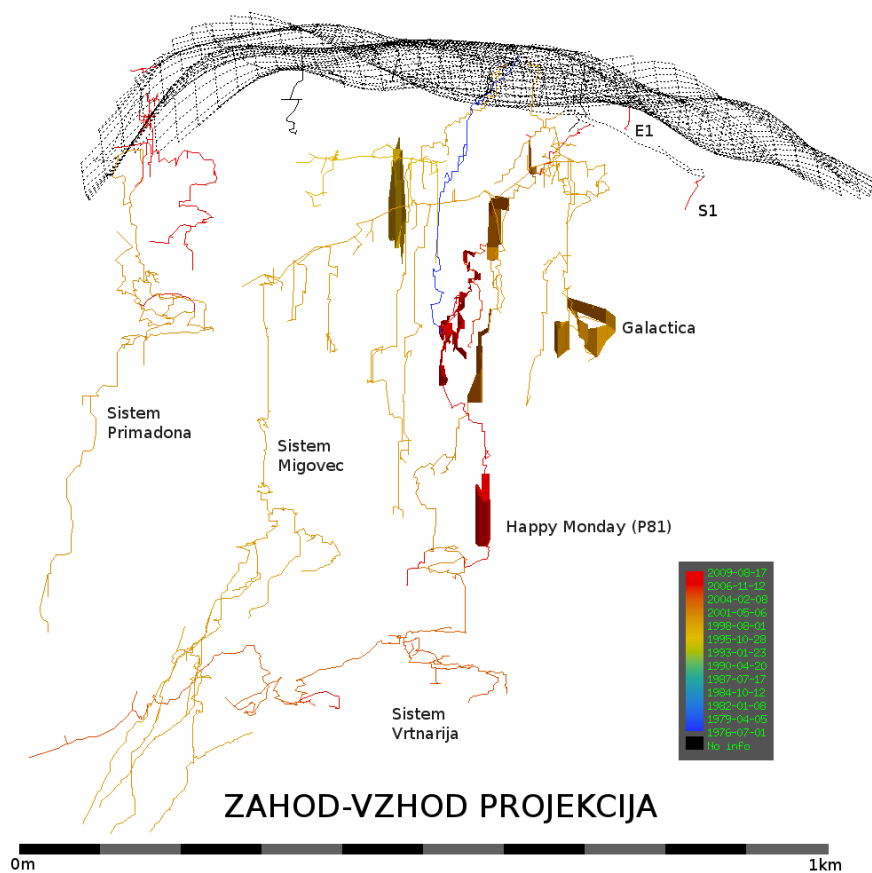 E1
S1
Galactica
Sistem
Primadona
Sistem
Migovec
Happy Monday (P81)
2009-08-17
2006-11-12
2004-02-08
2001-05-06
1998-08-01
1995-10-28
1993-01-23
1990-04-20
1987-07-17
1984-10-12
1982-01-08
1979-04-05
1976-07-01
No info
Sistem
Vrtnarija
ZAHOD-VZHOD PROJEKCIJA
0m
1km